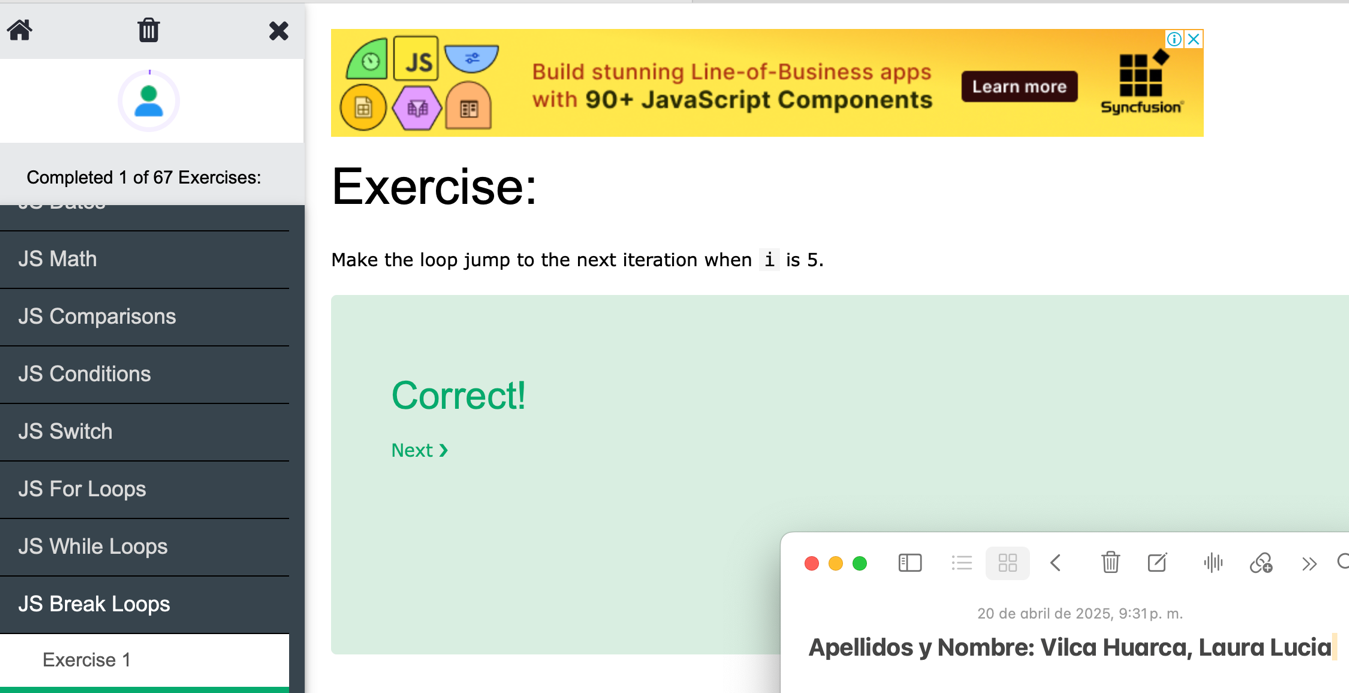 Completed 1 of 67 Exercises:
JS Dates
JS Math
JS Comparisons
JS Conditions
JS Switch
JS For Loops
JS While Loops
JS Break Loops
Exercise 1
JS
Build stunning Line-of-Business apps
with 90+ JavaScript Components
Learn more
Syncfusion
Exercise:
Make the loop jump to the next iteration when i is 5.
Correct!
Next ❯
20 de abril de 2025, 9:31 p. m.
Apellidos y Nombre: Vilca Huarca, Laura Lucia